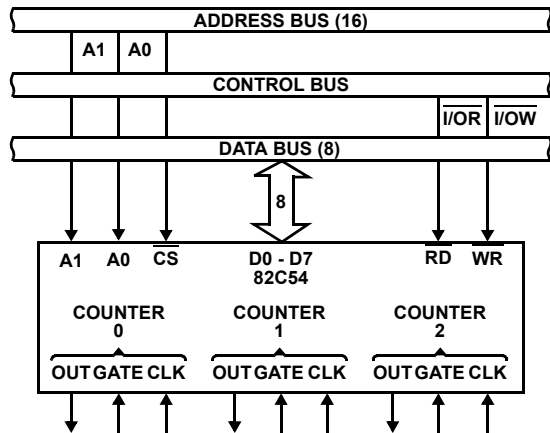 ADDRESS BUS (16)
A1 A0
CONTROL BUS
I/OR I/OW
DATA BUS (8)
8
A1 A0 CS D0 - D7 RD WR
82C54
COUNTER COUNTER COUNTER
0 1 2
OUT GATE CLK OUT GATE CLK OUT GATE CLK